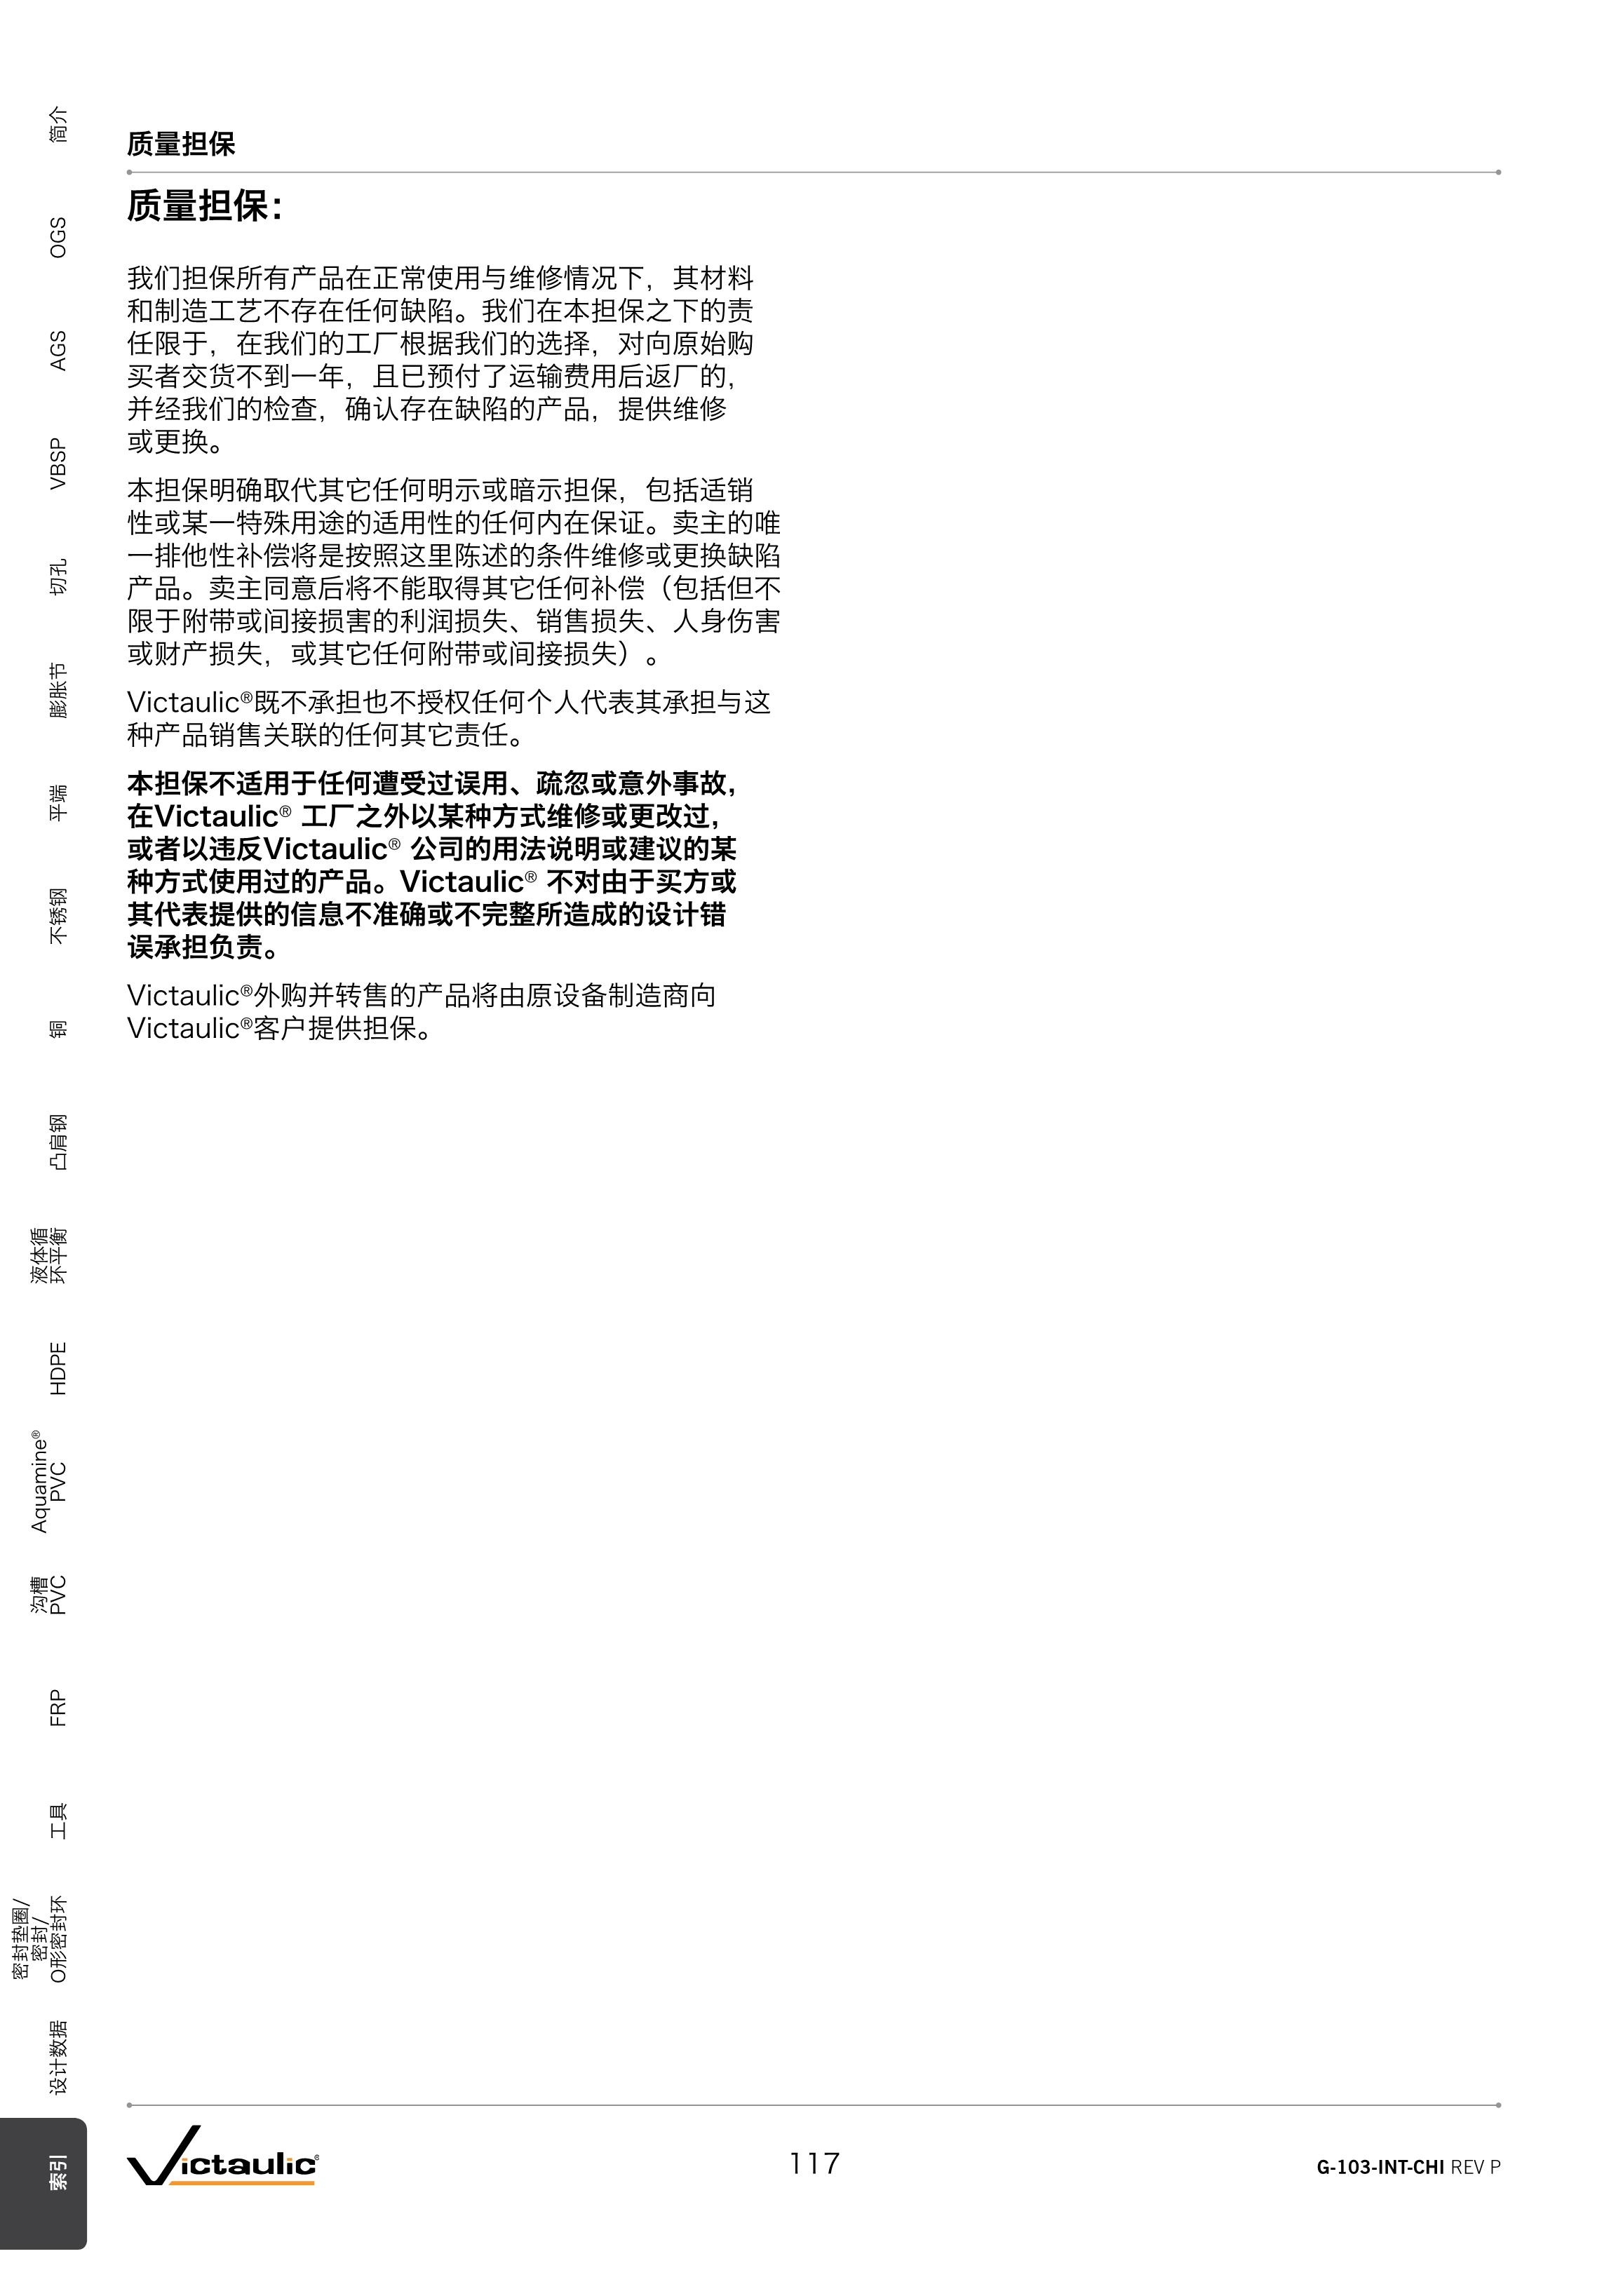 质量担保
质量担保：
我们担保所有产品在正常使用与维修情况下，其材料
和制造工艺不存在任何缺陷。我们在本担保之下的责
任限于，在我们的工厂根据我们的选择，对向原始购
买者交货不到一年，且已预付了运输费用后返厂的，
并经我们的检查，确认存在缺陷的产品，提供维修
或更换。
本担保明确取代其它任何明示或暗示担保，包括适销
性或某一特殊用途的适用性的任何内在保证。卖主的唯
一排他性补偿将是按照这里陈述的条件维修或更换缺陷
产品。卖主同意后将不能取得其它任何补偿（包括但不
限于附带或间接损害的利润损失、销售损失、人身伤害
或财产损失，或其它任何附带或间接损失）。
Victaulic®既不承担也不授权任何个人代表其承担与这
种产品销售关联的任何其它责任。
本担保不适用于任何遭受过误用、疏忽或意外事故，
在Victaulic® 工厂之外以某种方式维修或更改过，
或者以违反Victaulic® 公司的用法说明或建议的某
种方式使用过的产品。Victaulic® 不对由于买方或
其代表提供的信息不准确或不完整所造成的设计错
误承担负责。
Victaulic®外购并转售的产品将由原设备制造商向
Victaulic®客户提供担保。
简介
OGS
AGS
VBSP
切孔
膨胀节
平端
不锈钢
铜
凸肩钢
液体循
环平衡
HDPE
Aquamine®
PVC
沟槽
PVC
FRP
工具
密封垫圈/
密封/
O形密封环
设计数据
索引
Victaulic®
117
G-103-INT-CHI REV P